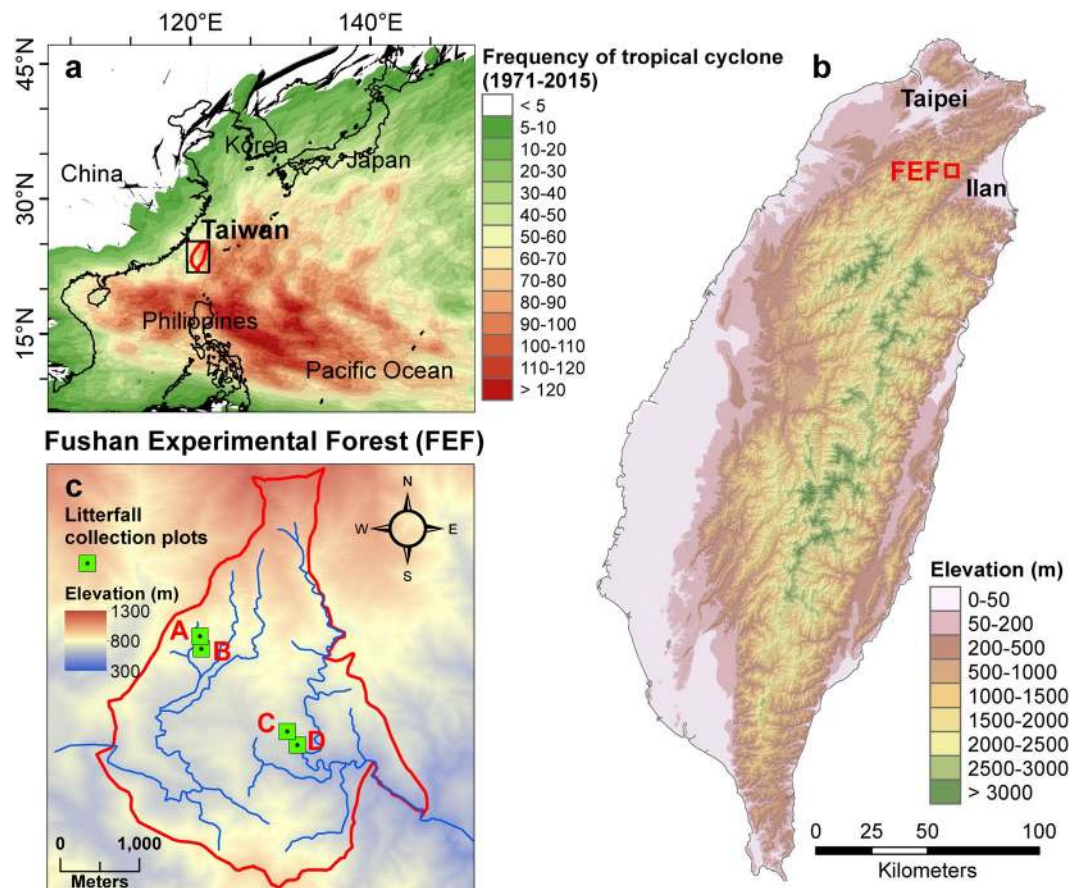 120°E
140°E
a
45°N
30°N
15°N
China
Korea
Japan
Taiwan
Philippines
Pacific Ocean
Frequency of tropical cyclone
(1971-2015)
< 5
5-10
10-20
20-30
30-40
40-50
50-60
60-70
70-80
80-90
90-100
100-110
110-120
> 120
b
Taipei
FEF
Ilan
Elevation (m)
0-50
50-200
200-500
500-1000
1000-1500
1500-2000
2000-2500
2500-3000
> 3000
0 25 50 100
Kilometers
Fushan Experimental Forest (FEF)
c
Litterfall
collection plots
Elevation (m)
1300
800
300
N
W E
S
A
B
C
D
0 1,000
Meters